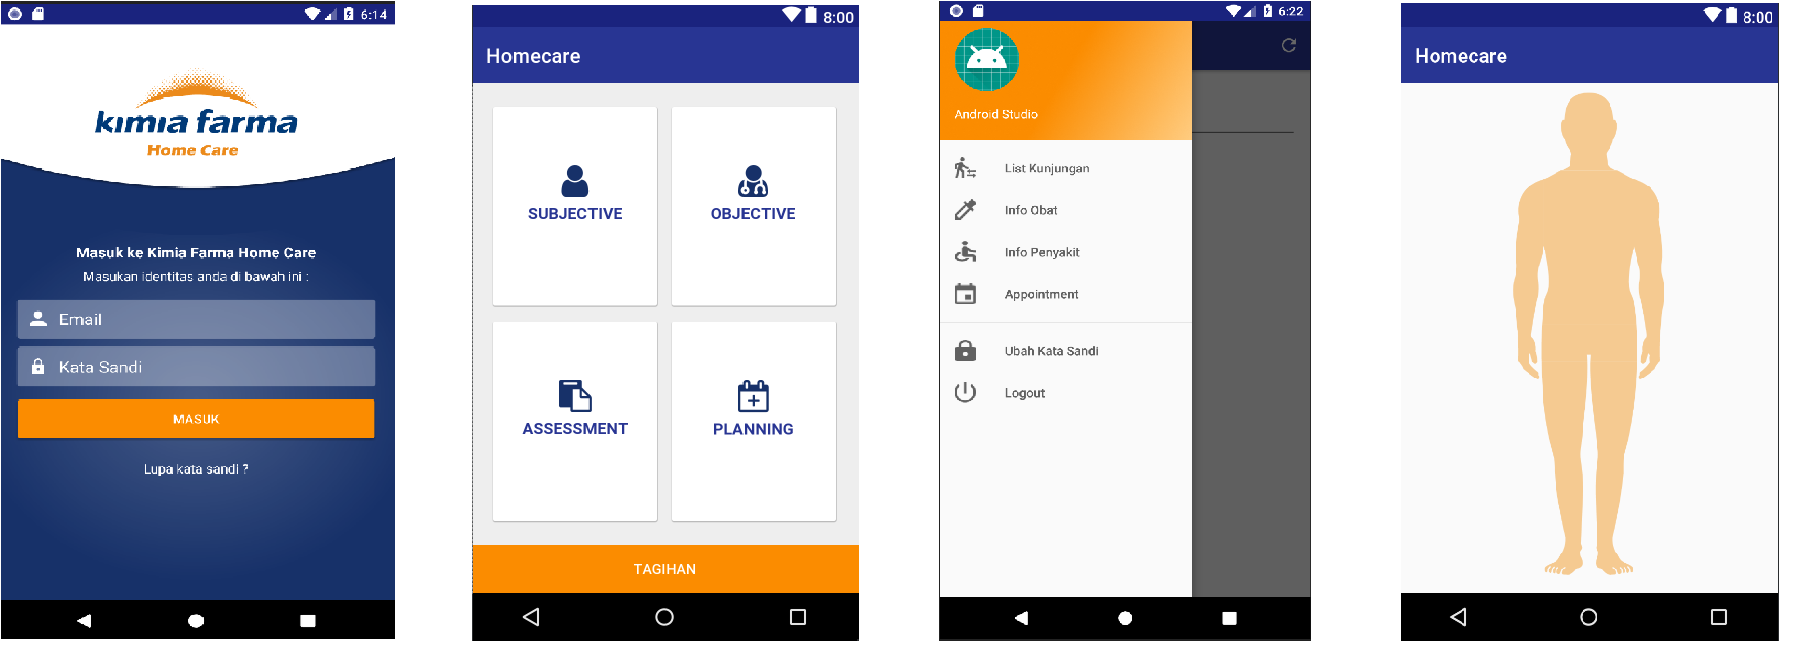 6:14
kimia farma
Home Care
Masuk ke Kimia Farma Home Care
Masukan identitas anda di bawah ini :
Email
Kata Sandi
MASUK
Lupa kata sandi ?
8:00
Homecare
SUBJECTIVE
OBJECTIVE
ASSESSMENT
PLANNING
TAGIHAN
6:22
Android Studio
List Kunjungan
Info Obat
Info Penyakit
Appointment
Ubah Kata Sandi
Logout
8:00
Homecare